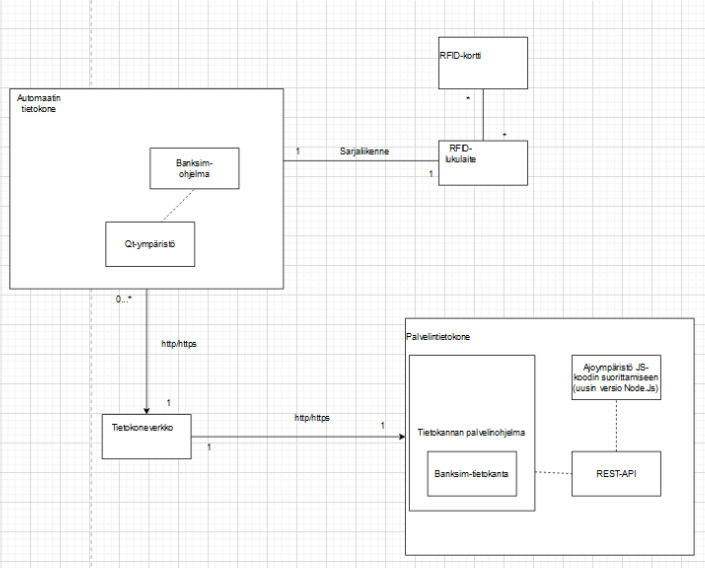 RFID-kortti
*
Automaatin
tietokone
*
1
Sarjaliikenne
RFID-
lukulaite
1
Banksim-
ohjelma
Qt-ympäristö
0...*
http/https
1
Tietokoneverkko
1
http/https
1
Palvelintietokone
Ajoympäristö JS-
koodin suorittamiseen
(uusin versio Node.Js)
Tietokannan palvelinohjelma
Banksim-tietokanta
REST-API